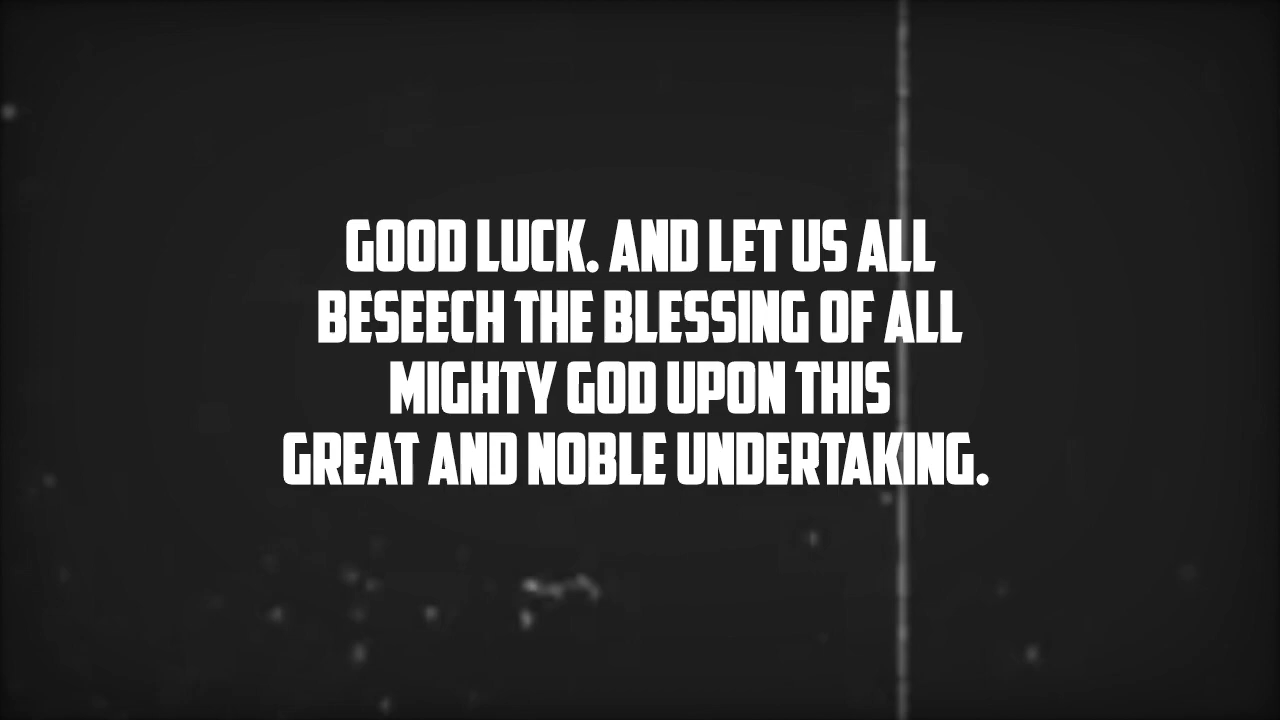 GOOD LUCK. AND LET US ALL
BESEECH THE BLESSING OF ALL
MIGHTY GOD UPON THIS
GREAT AND NOBLE UNDERTAKING.